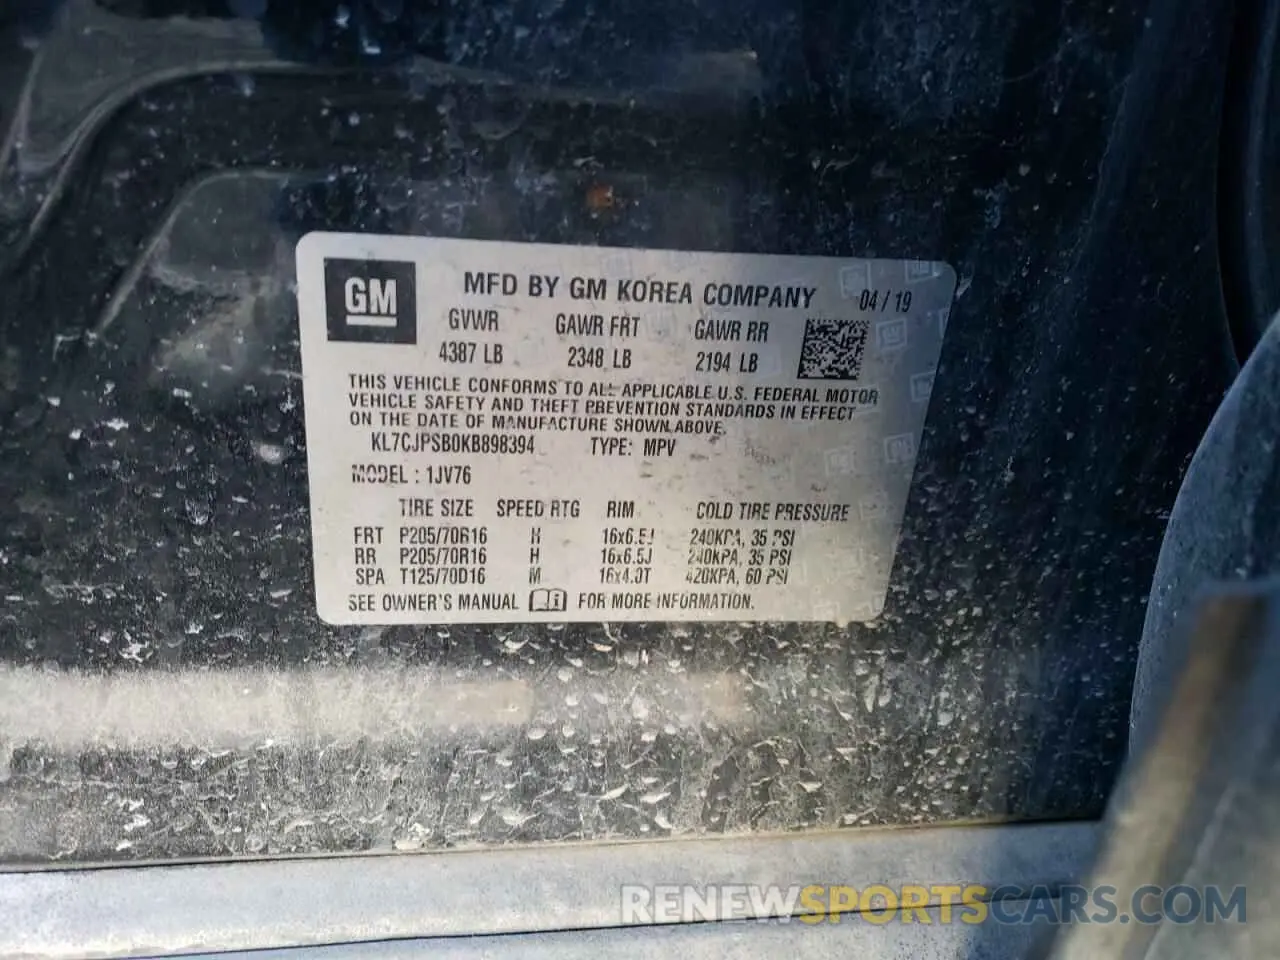 GM
MFD BY GM KOREA COMPANY 04 / 19
GVWR GAWR FRT GAWR RR
4387 LB 2348 LB 2194 LB
THIS VEHICLE CONFORMS TO ALL APPLICABLE U.S. FEDERAL MOTOR
VEHICLE SAFETY AND THEFT PREVENTION STANDARDS IN EFFECT
ON THE DATE OF MANUFACTURE SHOWN ABOVE.
KL7CJPSB0KB898394 TYPE: MPV
MODEL : 1JV76
TIRE SIZE SPEED RTG RIM COLD TIRE PRESSURE
FRT P205/70R16 H 16x6.5J 240KPA, 35 PSI
RR P205/70R16 H 16x6.5J 240KPA, 35 PSI
SPA T125/70D16 M 16x4.0T 420KPA, 60 PSI
SEE OWNER'S MANUAL FOR MORE INFORMATION.
RENEWSPORTSCARS.COM